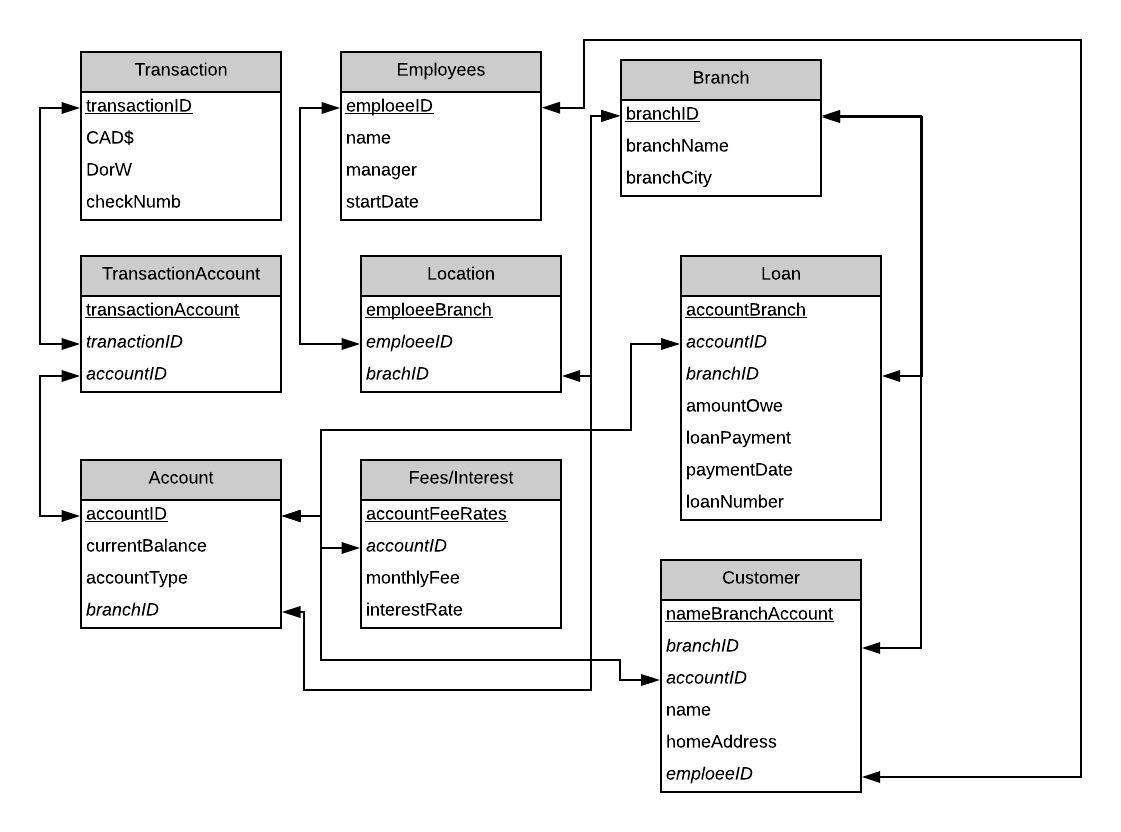 Transaction
transactionID
CAD$
DorW
checkNumb
Employees
emploeeID
name
manager
startDate
Branch
branchID
branchName
branchCity
TransactionAccount
transactionAccount
tranactionID
accountID
Location
emploeeBranch
emploeeID
brachID
Loan
accountBranch
accountID
branchID
amountOwe
loanPayment
paymentDate
loanNumber
Account
accountID
currentBalance
accountType
branchID
Fees/Interest
accountFeeRates
accountID
monthlyFee
interestRate
Customer
nameBranchAccount
branchID
accountID
name
homeAddress
emploeeID